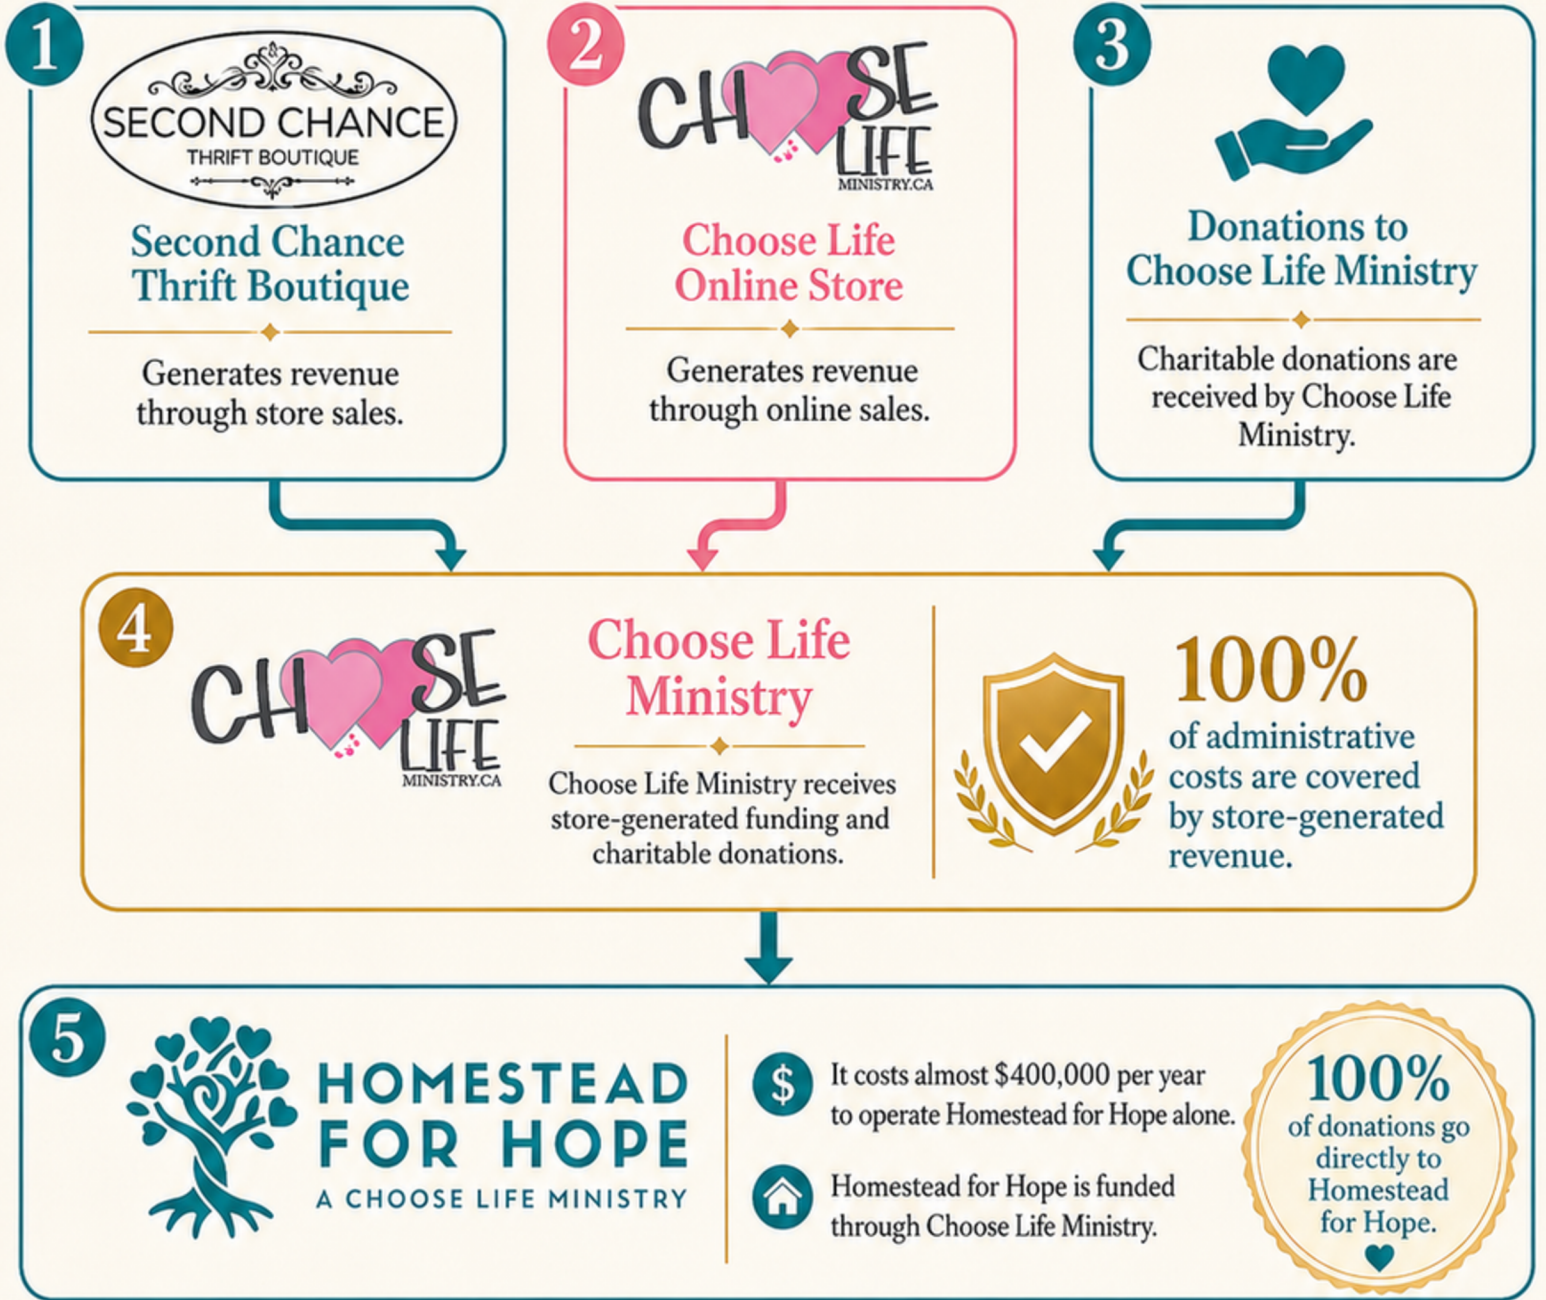 1
SECOND CHANCE
THRIFT BOUTIQUE
Second Chance
Thrift Boutique
Generates revenue
through store sales.
2
CHOOSE
LIFE
MINISTRY.CA
Choose Life
Online Store
Generates revenue
through online sales.
3
Donations to
Choose Life Ministry
Charitable donations are
received by Choose Life
Ministry.
4
CHOOSE
LIFE
MINISTRY.CA
Choose Life
Ministry
Choose Life Ministry receives
store-generated funding and
charitable donations.
100%
of administrative
costs are covered
by store-generated
revenue.
5
HOMESTEAD
FOR HOPE
A CHOOSE LIFE MINISTRY
$
It costs almost $400,000 per year
to operate Homestead for Hope alone.
Homestead for Hope is funded
through Choose Life Ministry.
100%
of donations go
directly to
Homestead
for Hope.